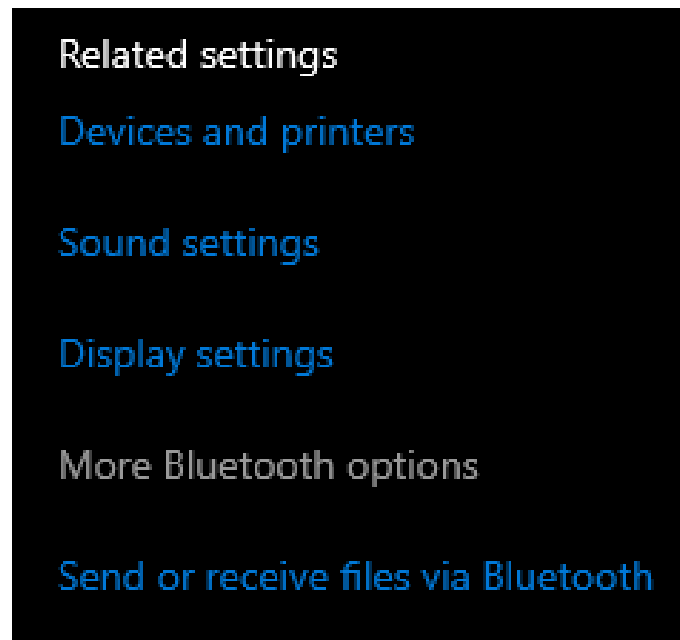 Related settings
Devices and printers
Sound settings
Display settings
More Bluetooth options
Send or receive files via Bluetooth